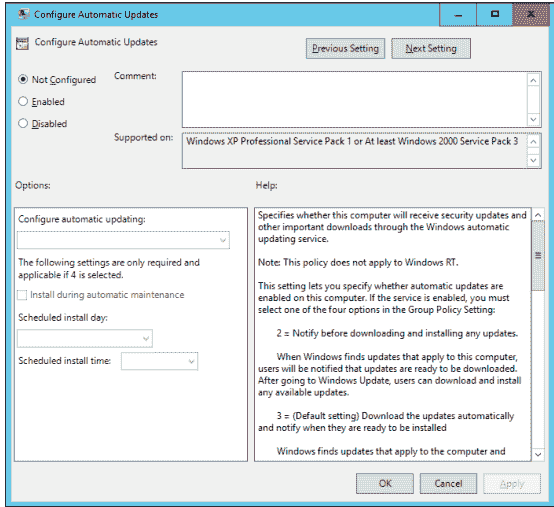 Configure Automatic Updates
Configure Automatic Updates
Previous Setting Next Setting
Not Configured
Comment:
Enabled
Disabled
Supported on:
Windows XP Professional Service Pack 1 or At least Windows 2000 Service Pack 3
Options:
Help:
Configure automatic updating:
The following settings are only required and
applicable if 4 is selected.
Install during automatic maintenance
Scheduled install day:
Scheduled install time:
Specifies whether this computer will receive security updates and
other important downloads through the Windows automatic
updating service.
Note: This policy does not apply to Windows RT.
This setting lets you specify whether automatic updates are
enabled on this computer. If the service is enabled, you must
select one of the four options in the Group Policy Setting:
2 = Notify before downloading and installing any updates.
When Windows finds updates that apply to this computer,
users will be notified that updates are ready to be downloaded.
After going to Windows Update, users can download and install
any available updates.
3 = (Default setting) Download the updates automatically
and notify when they are ready to be installed
Windows finds updates that apply to the computer and
OK Cancel Apply